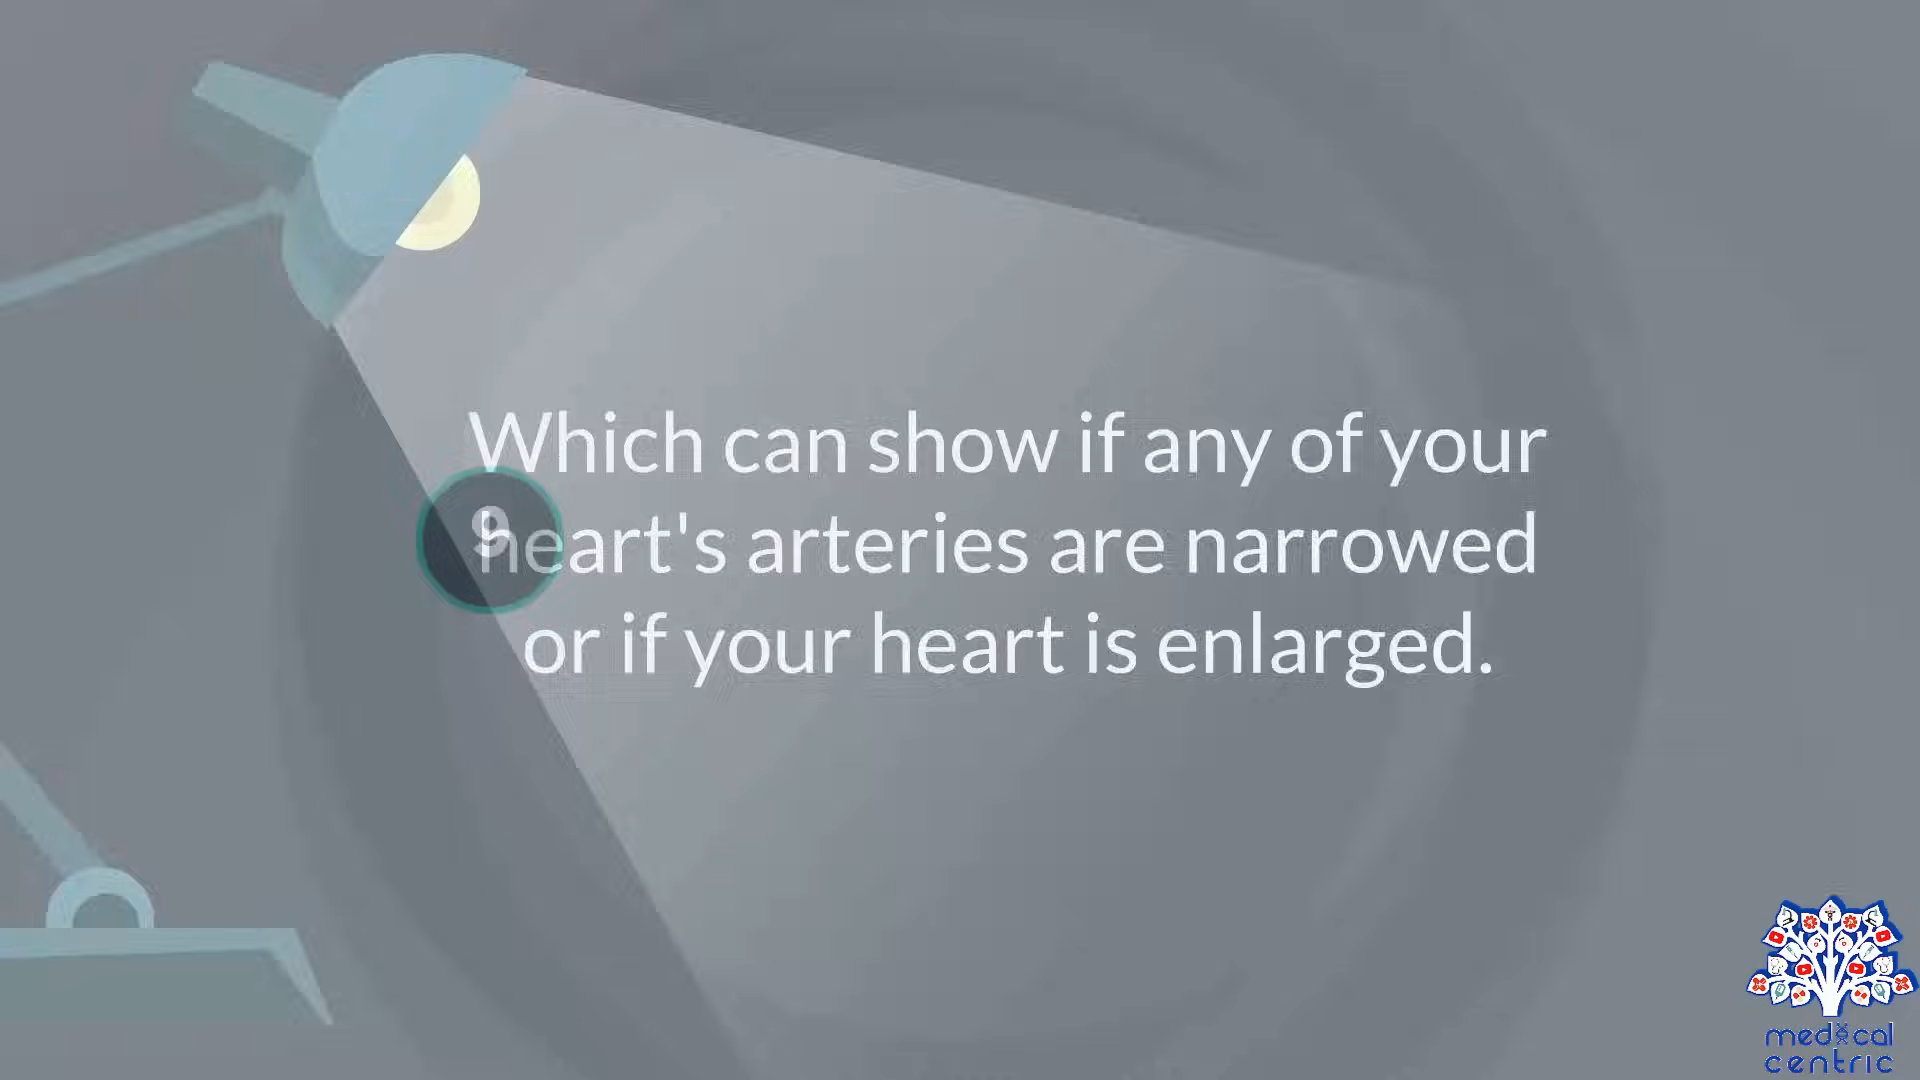 Which can show if any of your
9
heart's arteries are narrowed
or if your heart is enlarged.
medical
centric